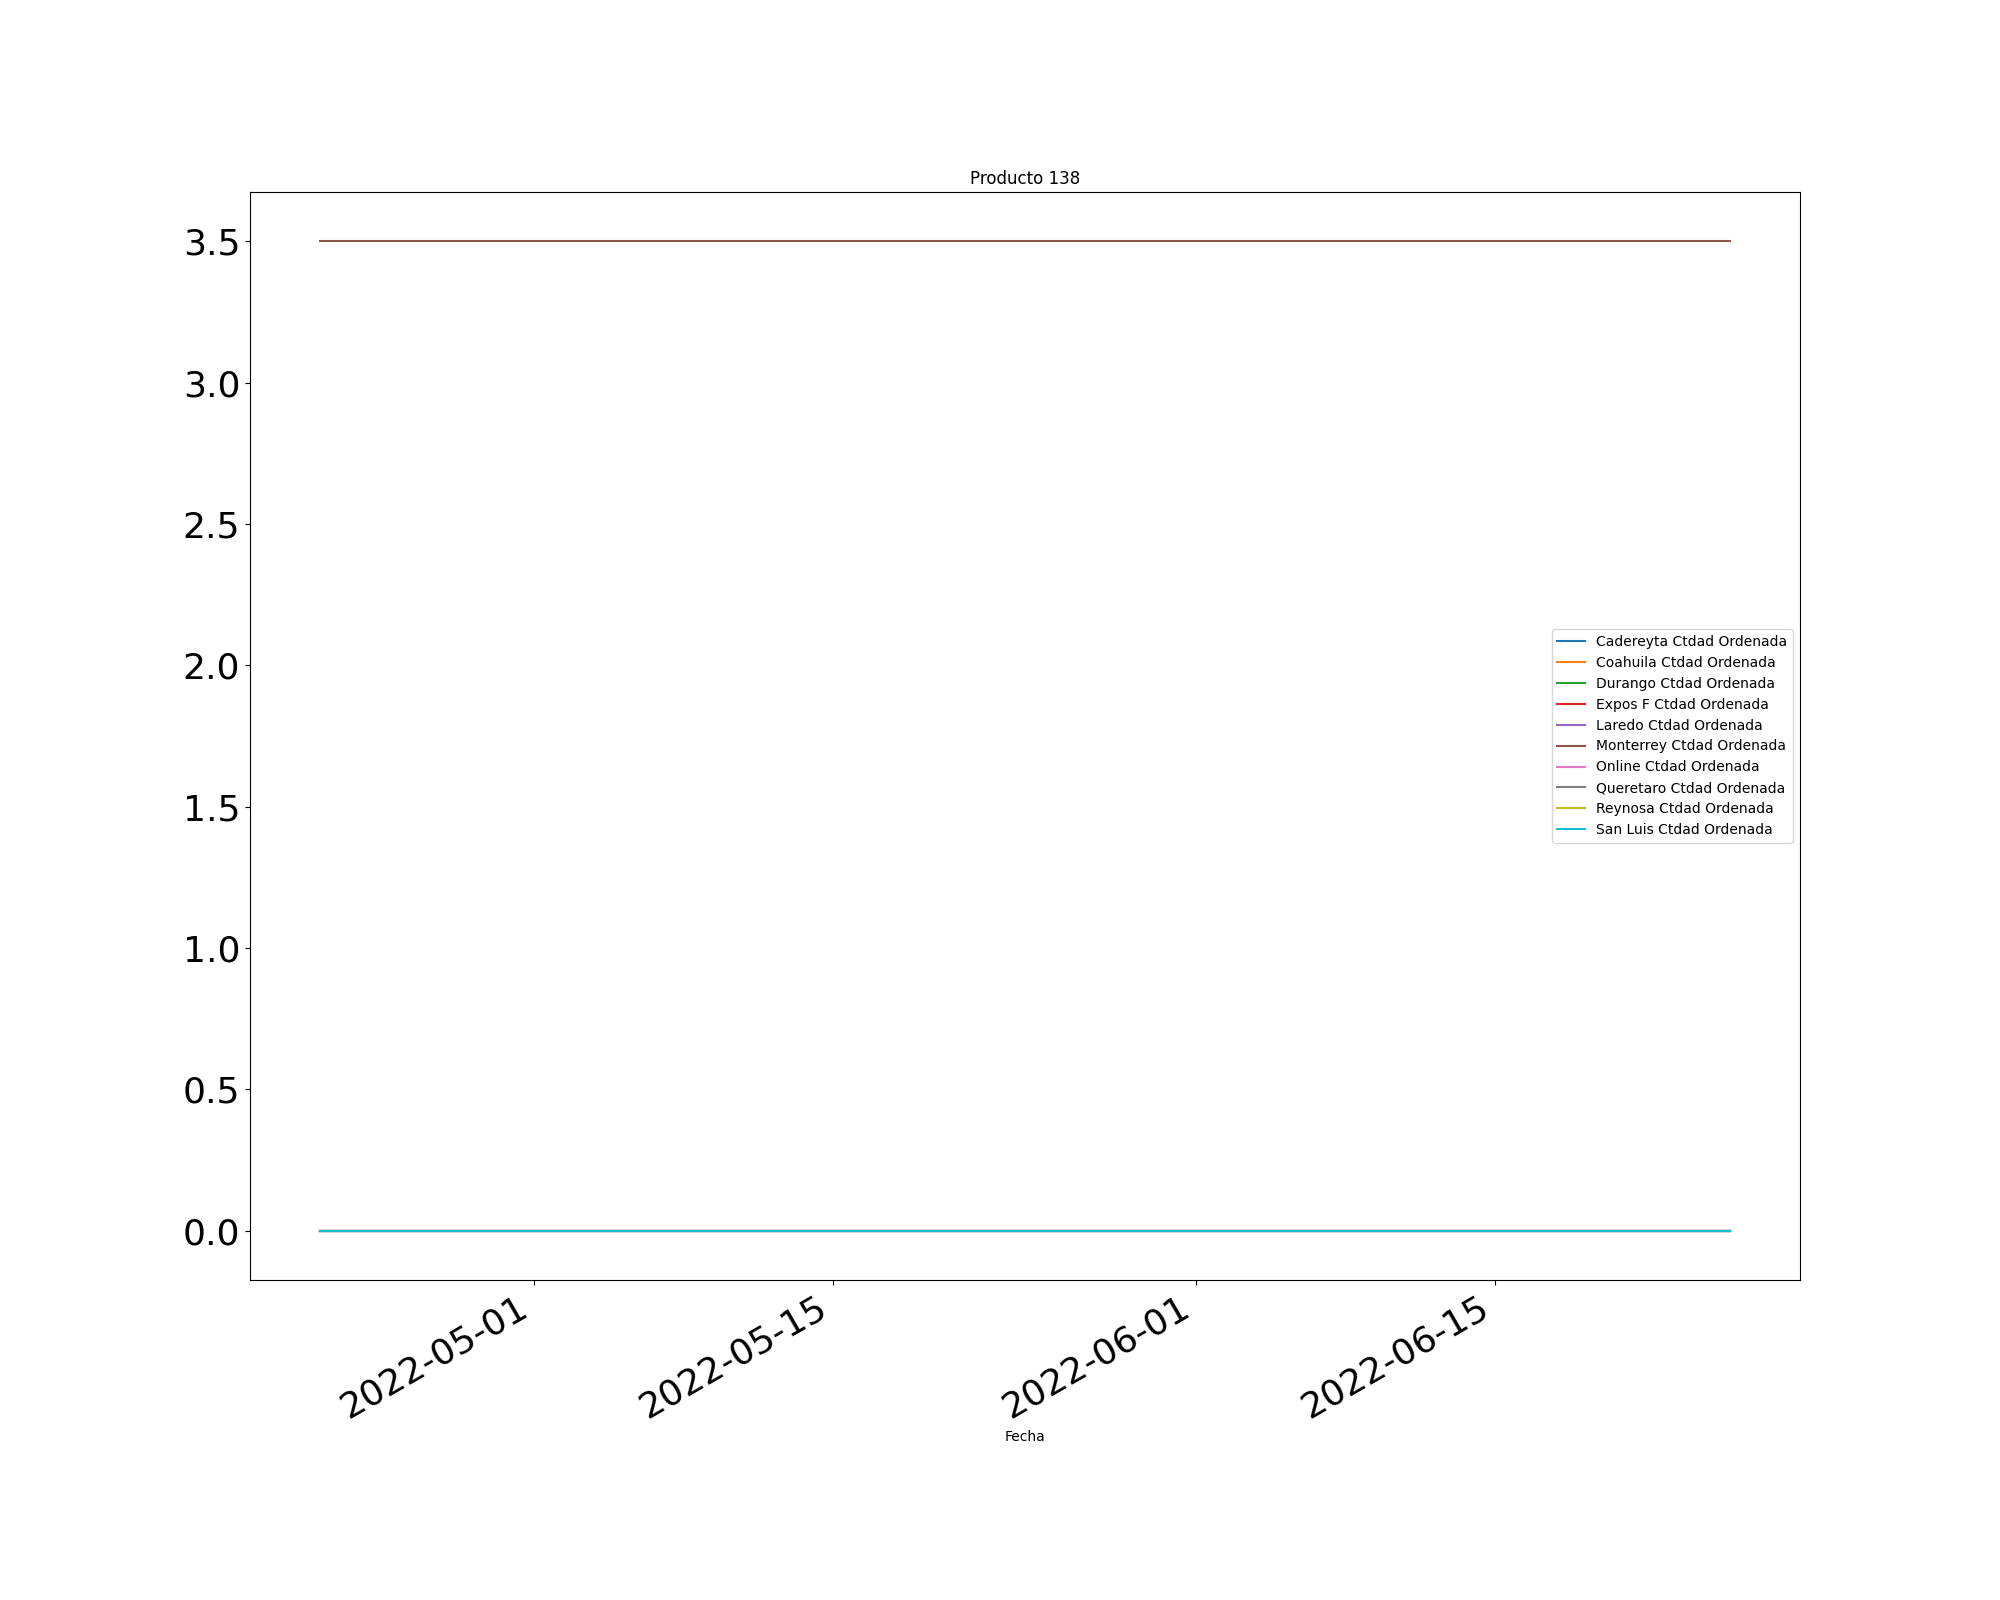 Producto 138
3.5
3.0
2.5
2.0
1.5
1.0
0.5
0.0
Cadereyta Ctdad Ordenada
Coahuila Ctdad Ordenada
Durango Ctdad Ordenada
Expos F Ctdad Ordenada
Laredo Ctdad Ordenada
Monterrey Ctdad Ordenada
Online Ctdad Ordenada
Queretaro Ctdad Ordenada
Reynosa Ctdad Ordenada
San Luis Ctdad Ordenada
2022-05-01
2022-05-15
2022-06-01
2022-06-15
Fecha